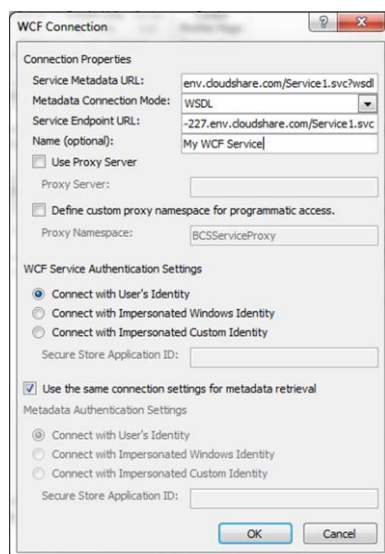 WCF Connection
Connection Properties
Service Metadata URL: env.cloudshare.com/Service1.svc?wsdl
Metadata Connection Mode: WSDL
Service Endpoint URL: -227.env.cloudshare.com/Service1.svc
Name (optional): My WCF Service
Use Proxy Server
Proxy Server:
Define custom proxy namespace for programmatic access.
Proxy Namespace: BCSServiceProxy
WCF Service Authentication Settings
Connect with User's Identity
Connect with Impersonated Windows Identity
Connect with Impersonated Custom Identity
Secure Store Application ID:
Use the same connection settings for metadata retrieval
Metadata Authentication Settings
Connect with User's Identity
Connect with Impersonated Windows Identity
Connect with Impersonated Custom Identity
Secure Store Application ID:
OK Cancel